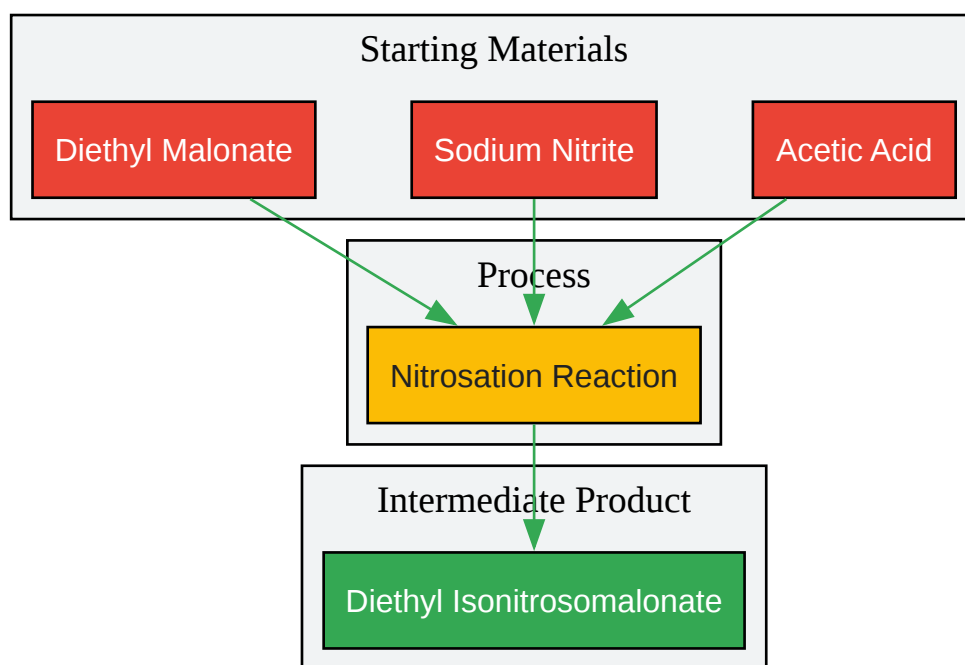 Starting Materials
Diethyl Malonate
Sodium Nitrite
Acetic Acid
Process
Nitrosation Reaction
Intermediate Product
Diethyl Isonitrosomalonate